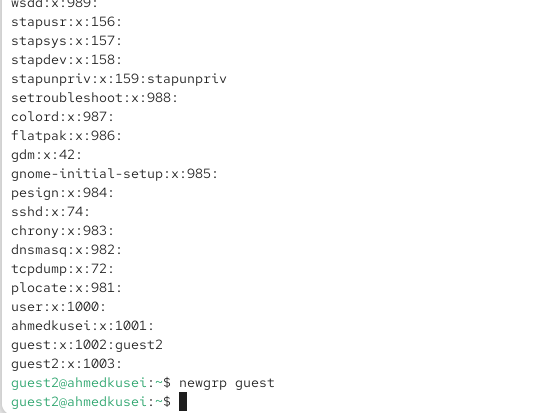 wsdd:x:989:
stapusr:x:156:
stapsys:x:157:
stapdev:x:158:
stapunpriv:x:159:stapunpriv
setroubleshoot:x:988:
colord:x:987:
flatpak:x:986:
gdm:x:42:
gnome-initial-setup:x:985:
pesign:x:984:
sshd:x:74:
chrony:x:983:
dnsmasq:x:982:
tcpdump:x:72:
plocate:x:981:
user:x:1000:
ahmedkusei:x:1001:
guest:x:1002:guest2
guest2:x:1003:
guest2@ahmedkusei:~$ newgrp guest
guest2@ahmedkusei:~$